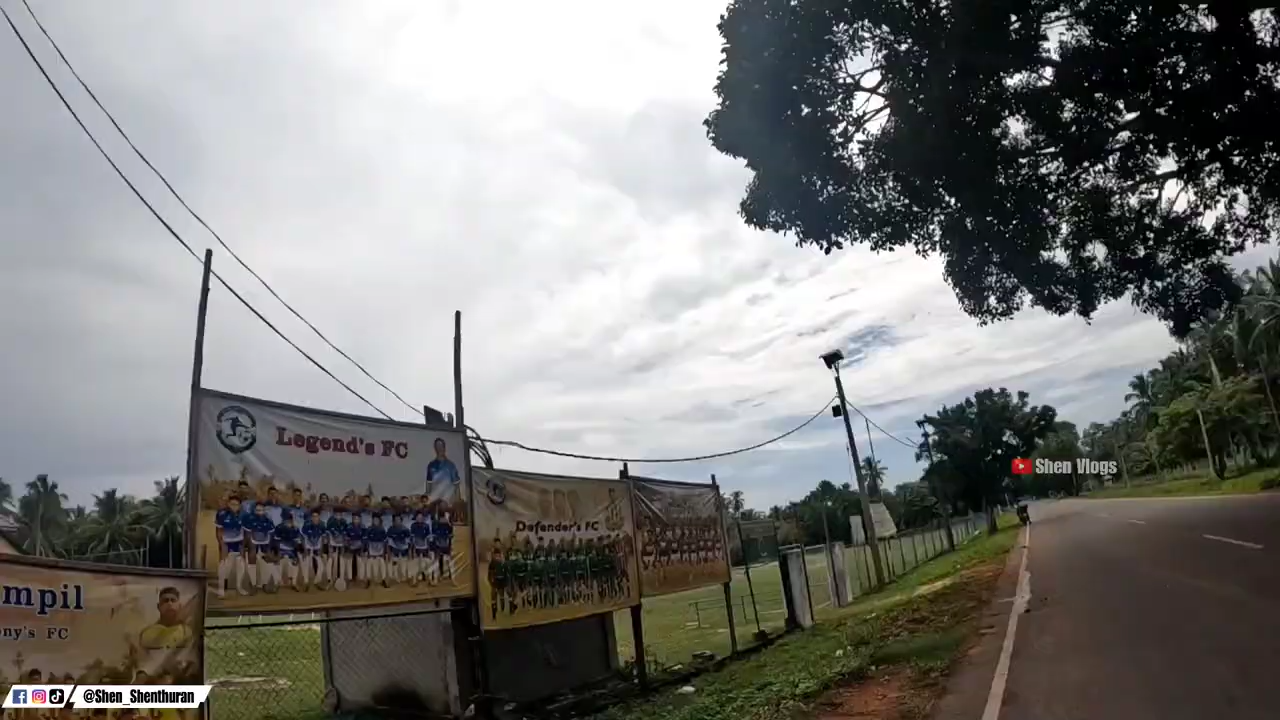 Legend's FC
Defender's FC
mpil
ny's FC
Shen Vlogs
@Shen_Shenthuran